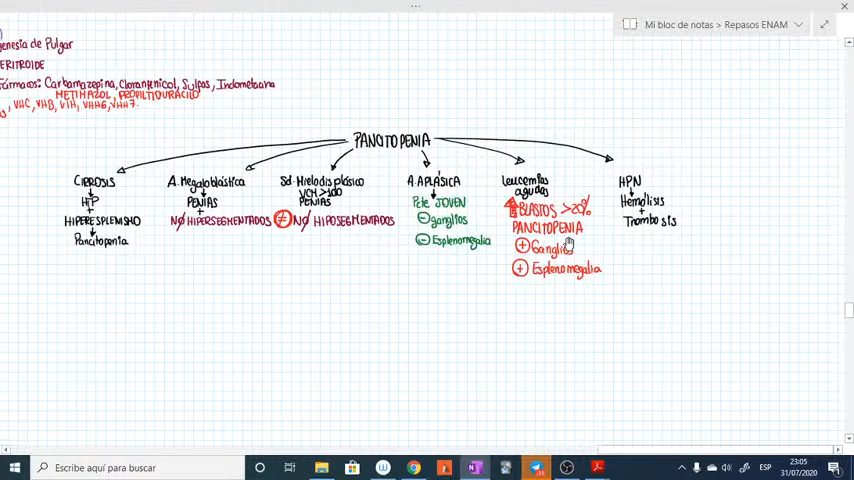 Mi bloc de notas › Repasos ENAM
genesia de Pulgar
ERITROIDE
Fármacos: Carbamazepina, Cloranfenicol, Sulfas, Indometacina
METIMAZOL, PROPILTIOURACILO
, VHC, VHB, VIH, VHH6, VHH7.
PANCITOPENIA
CIRROSIS
HTP
HIPERESPLENISMO
Pancitopenia
A. Megaloblástica
PENIAS
+
NØ HIPERSEGMENTADOS
≠
Sd. Mielodisplásico
VCM >100
PENIAS
NØ HIPOSEGMENTADOS
A. APLÁSICA
Pcte JOVEN
⊖ ganglios
⊖ Esplenomegalia
Leucemias
agudas
BLASTOS >20%
PANCITOPENIA
⊕ Ganglios
⊕ Esplenomegalia
HPN
Hemólisis
+
Trombosis
Escribe aquí para buscar
ESP
23:05
31/07/2020